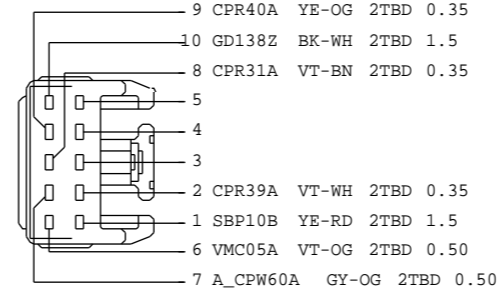 9 CPR40A YE-OG 2TBD 0.35
10 GD138Z BK-WH 2TBD 1.5
8 CPR31A VT-BN 2TBD 0.35
5
4
3
2 CPR39A VT-WH 2TBD 0.35
1 SBP10B YE-RD 2TBD 1.5
6 VMC05A VT-OG 2TBD 0.50
7 A_CPW60A GY-OG 2TBD 0.50